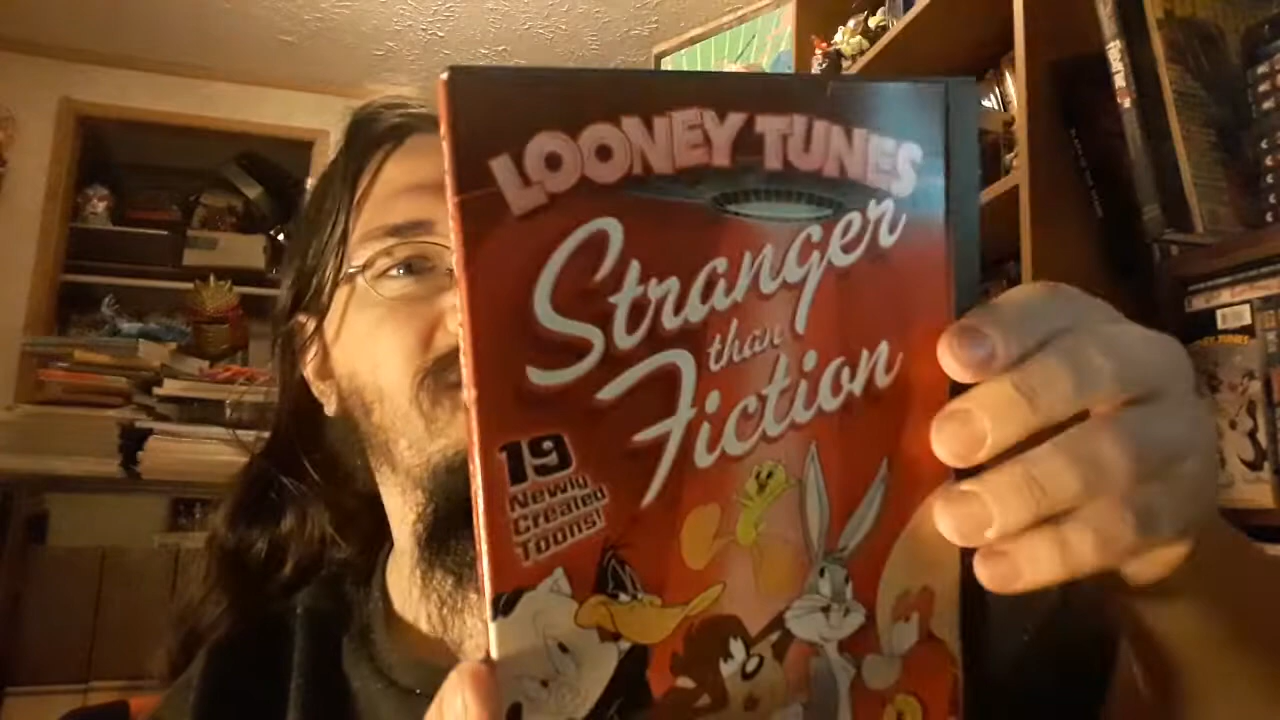 LOONEY TUNES
Stranger
than
Fiction
19
Newly
Created
Toons!